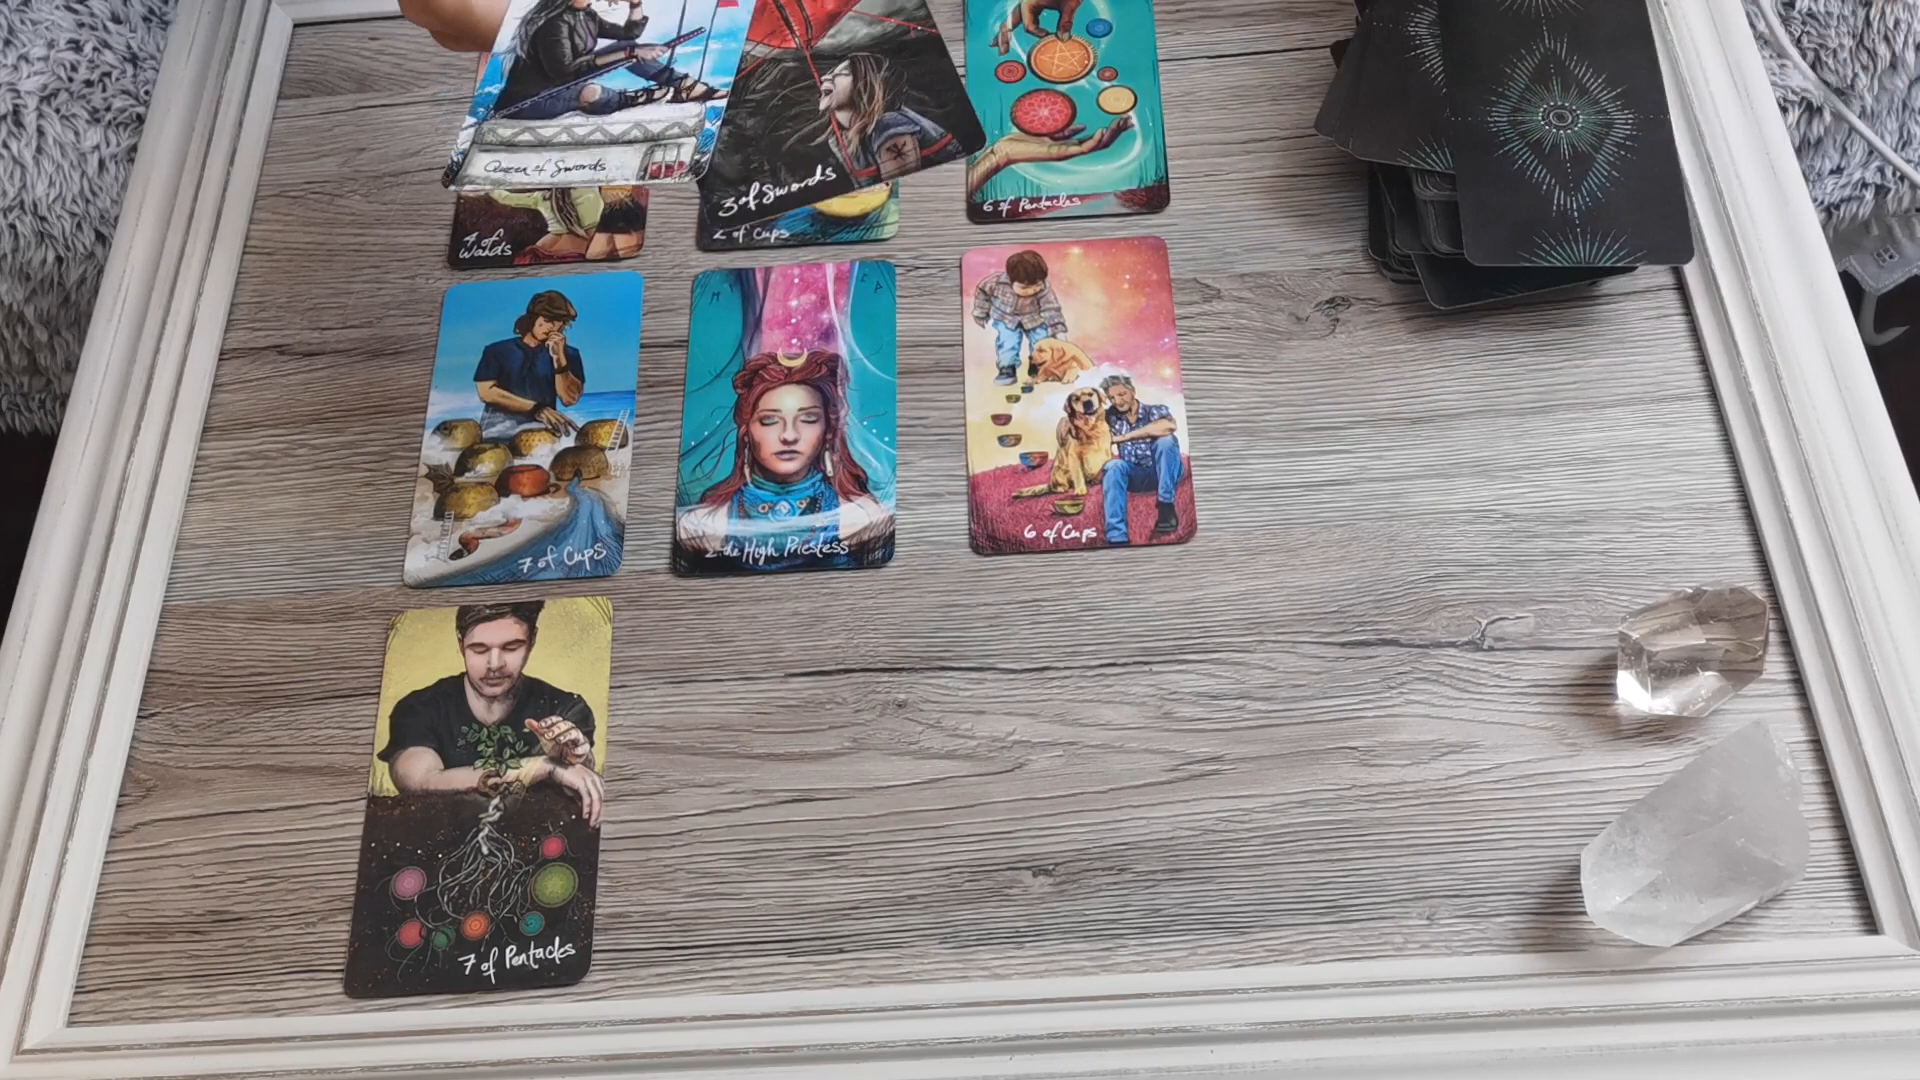 Queen of Swords
3 of Swords
6 of Pentacles
4 of
Wands
2 of Cups
7 of Cups
2. the High Priestess
6 of Cups
7 of Pentacles